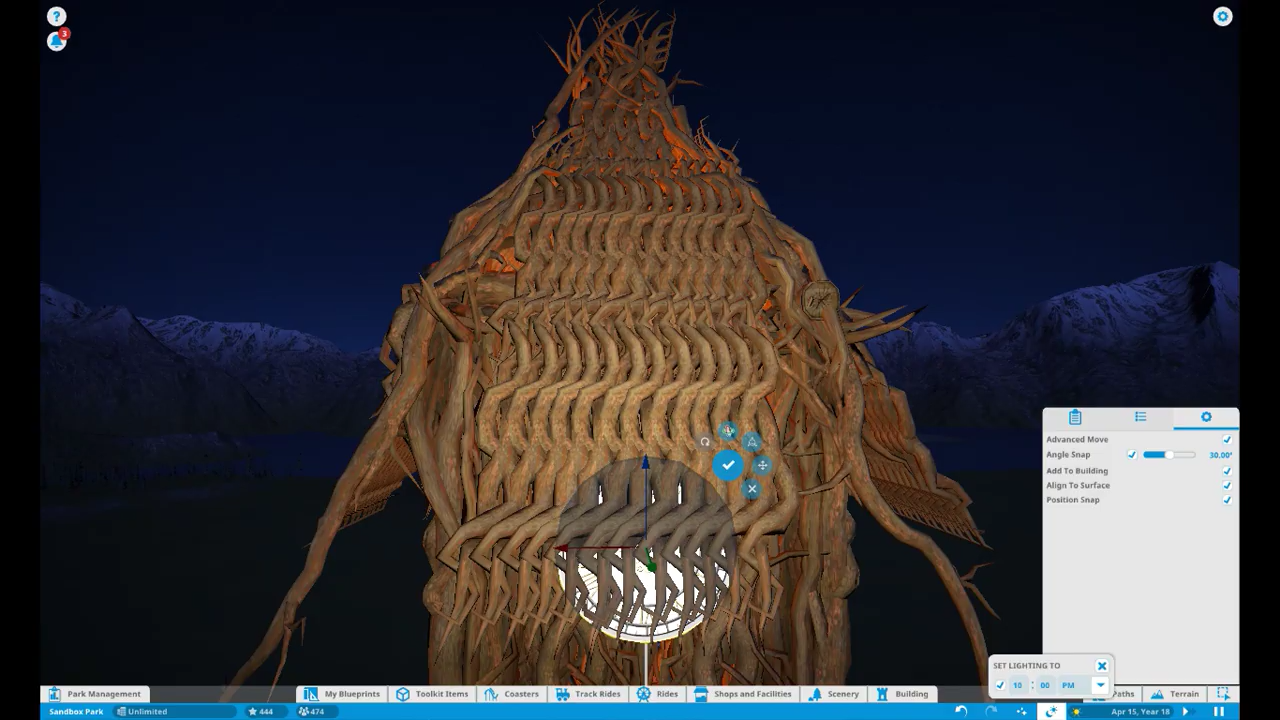 ?
3
Advanced Move
Angle Snap 30.00°
Add To Building
Align To Surface
Position Snap
SET LIGHTING TO
10 : 00 PM
Park Management My Blueprints Toolkit Items Coasters Track Rides Rides Shops and Facilities Scenery Building Paths Terrain
Sandbox Park Unlimited 444 474 Apr 15, Year 18